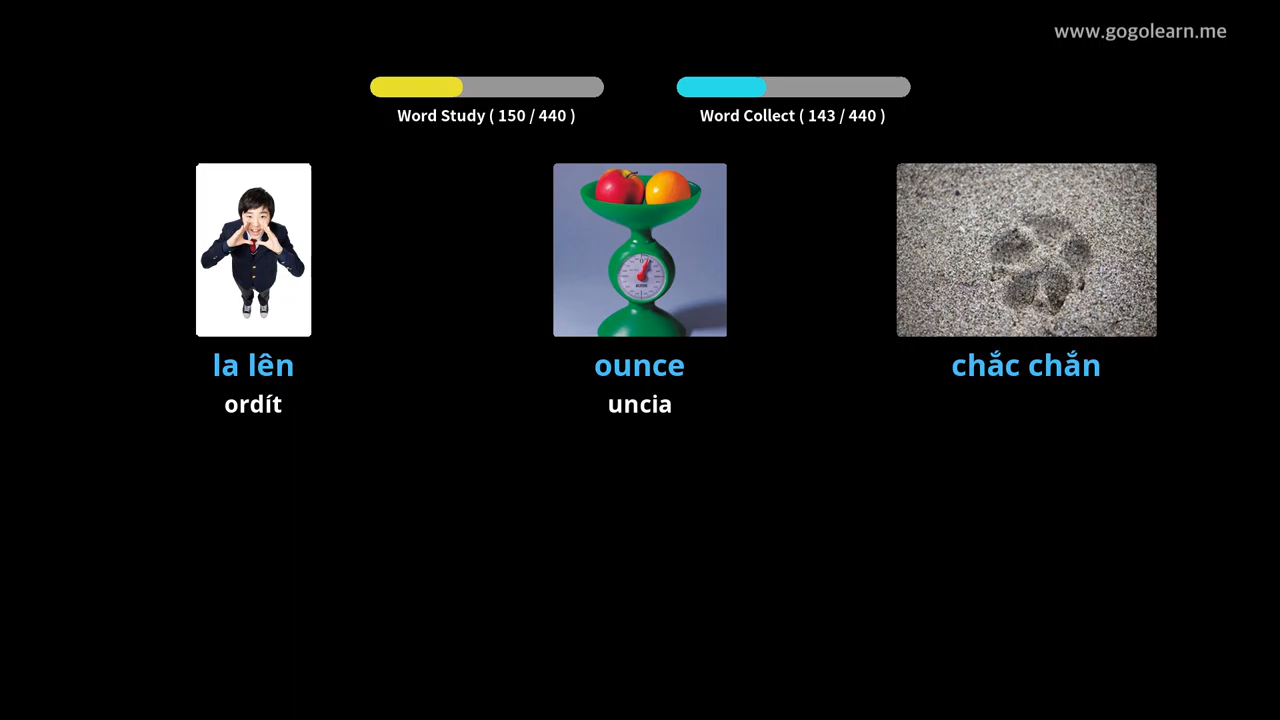 www.gogolearn.me
Word Study ( 150 / 440 )
Word Collect ( 143 / 440 )
la lên
ordít
ounce
uncia
chắc chắn